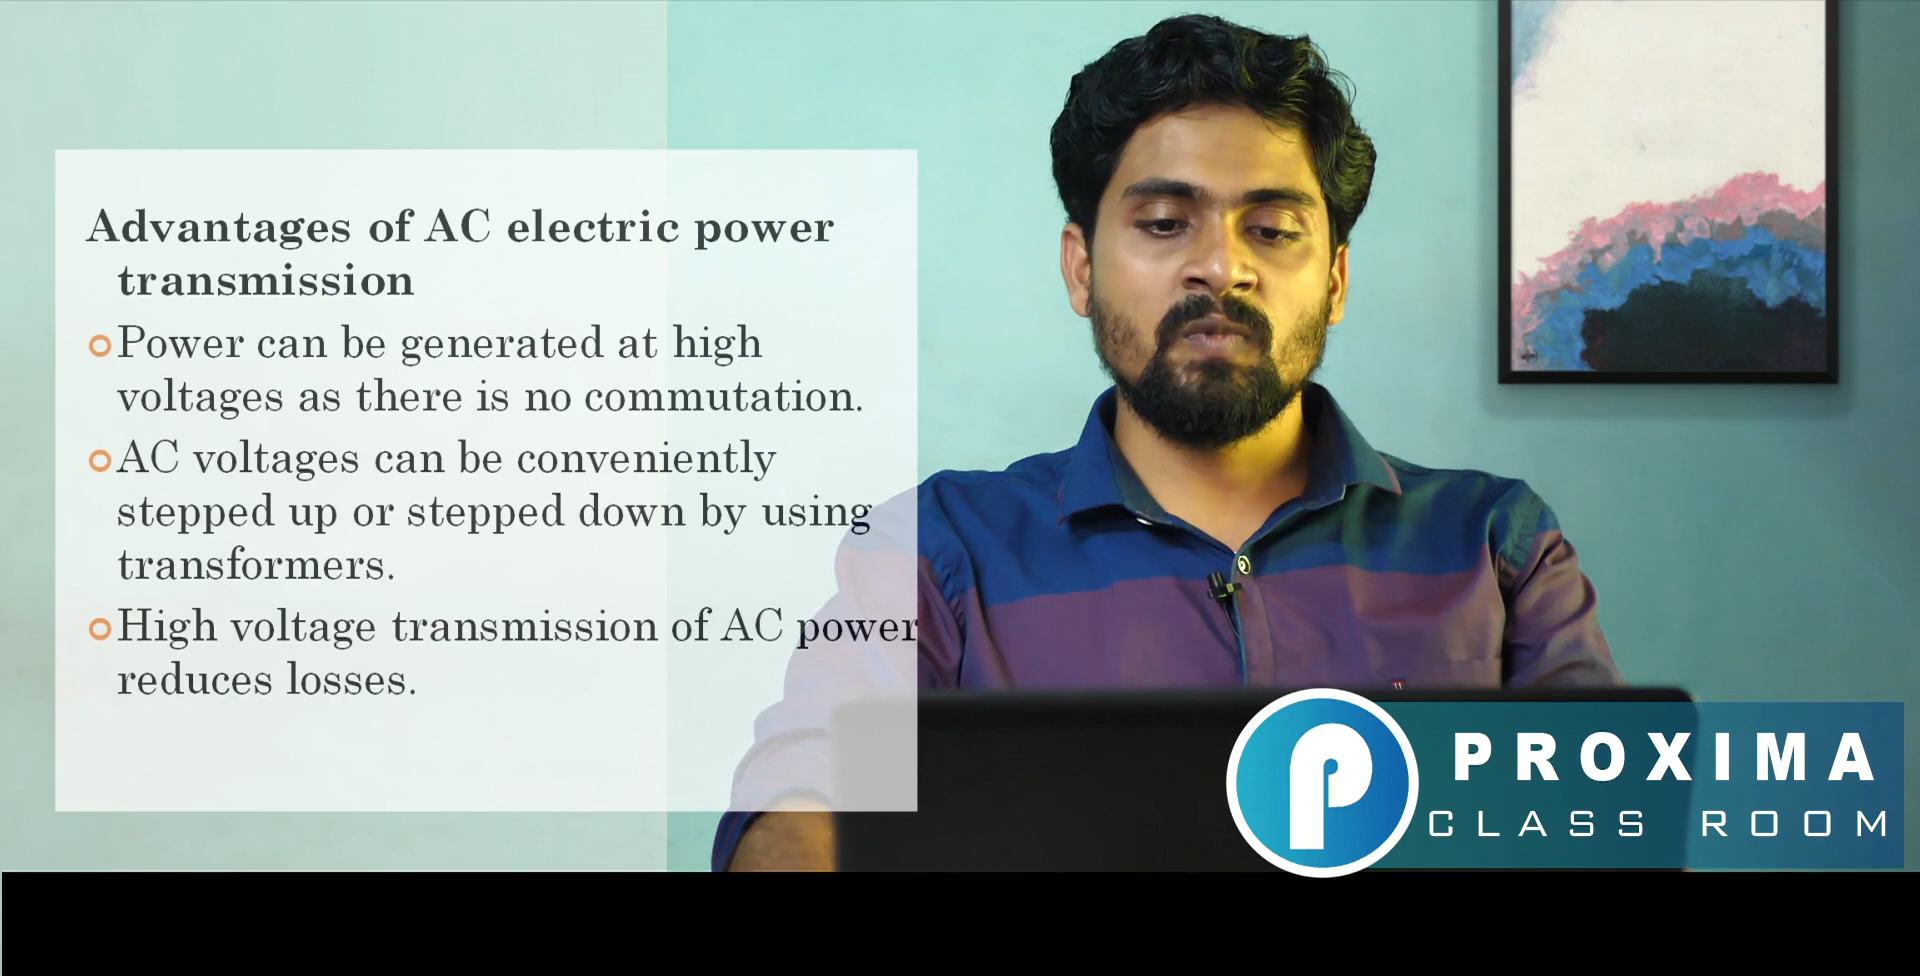 Advantages of AC electric power
transmission
Power can be generated at high
voltages as there is no commutation.
AC voltages can be conveniently
stepped up or stepped down by using
transformers.
High voltage transmission of AC power
reduces losses.
P
PROXIMA
CLASS ROOM